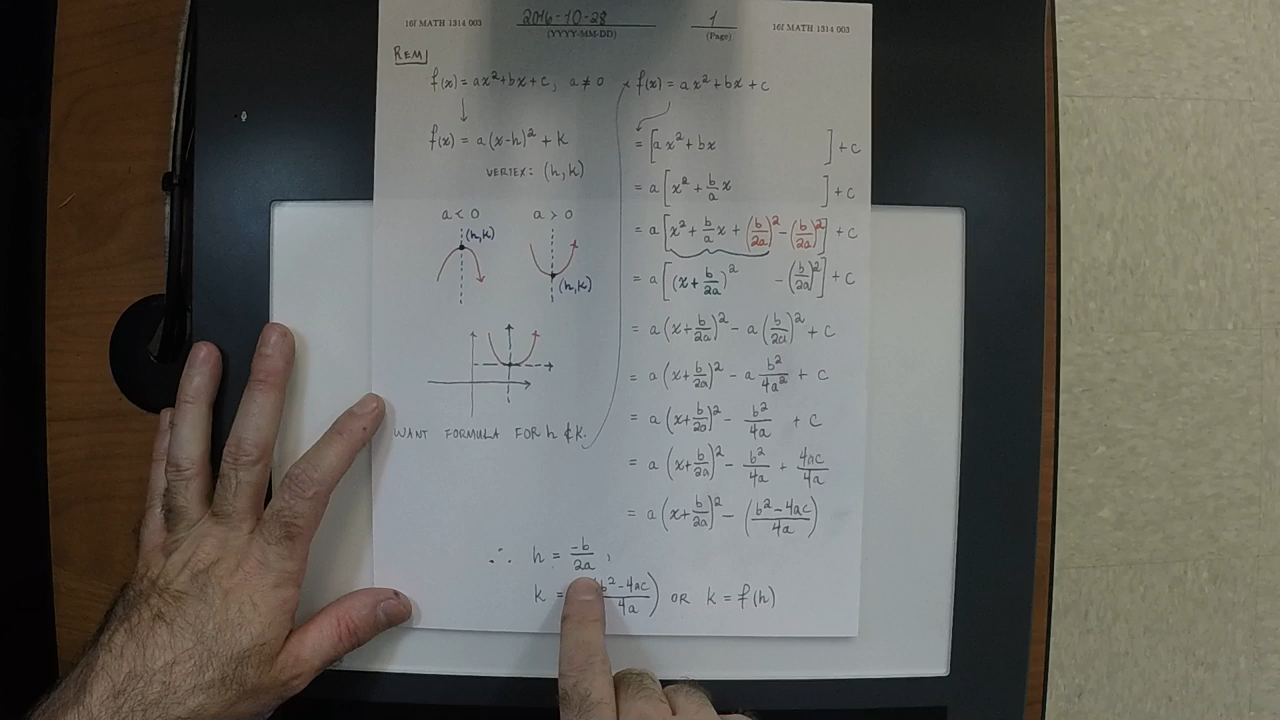 16f MATH 1314 003
2016-10-28
(YYYY-MM-DD)
1
(Page)
16f MATH 1314 003
REM
f(x) = ax² + bx + c, a ≠ 0
↓
f(x) = a(x-h)² + k
VERTEX: (h,k)
a < 0
a > 0
(h,k)
(h,k)
WANT FORMULA FOR h & k.
f(x) = ax² + bx + c
= [ax² + bx ] + c
= a[x² + b/a x ] + c
= a[x² + b/a x + (b/2a)² - (b/2a)²] + c
= a[(x + b/2a)² - (b/2a)²] + c
= a(x + b/2a)² - a(b/2a)² + c
= a(x + b/2a)² - a b²/4a² + c
= a(x + b/2a)² - b²/4a + c
= a(x + b/2a)² - b²/4a + 4ac/4a
= a(x + b/2a)² - (b² - 4ac/4a)
∴ h = -b/2a,
k = b² - 4ac/4a) OR k = f(h)